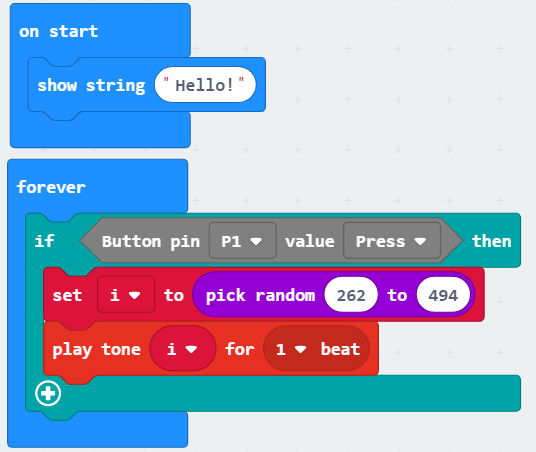 on start
show string "Hello!"
forever
if Button pin P1 value Press then
set i to pick random 262 to 494
play tone i for 1 beat